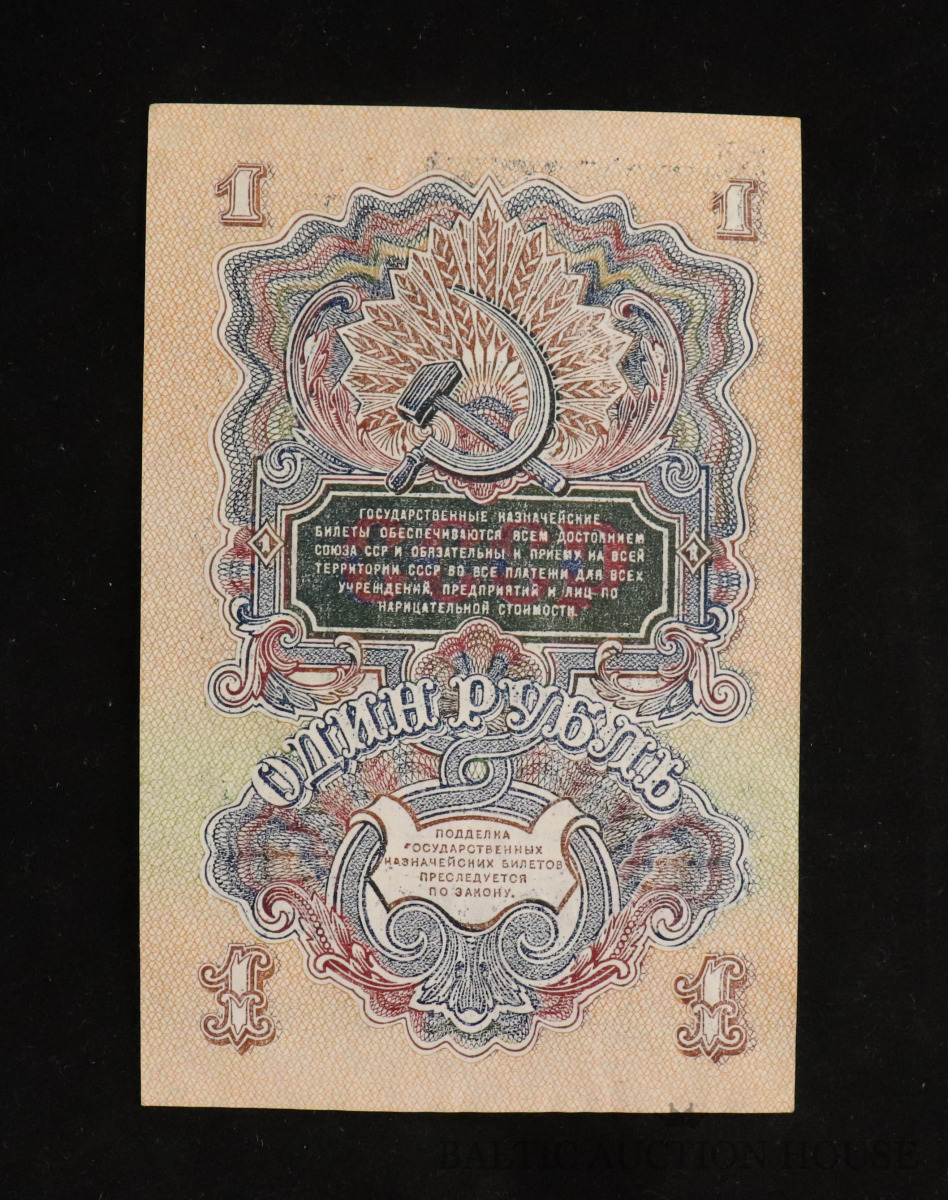 1 1
ГОСУДАРСТВЕННЫЕ КАЗНАЧЕЙСКИЕ
БИЛЕТЫ ОБЕСПЕЧИВАЮТСЯ ВСЕМ ДОСТОЯНИЕМ
СОЮЗА ССР И ОБЯЗАТЕЛЬНЫ К ПРИЕМУ НА ВСЕЙ
ТЕРРИТОРИИ СССР ВО ВСЕ ПЛАТЕЖИ ДЛЯ ВСЕХ
УЧРЕЖДЕНИЙ, ПРЕДПРИЯТИЙ И ЛИЦ ПО
НАРИЦАТЕЛЬНОЙ СТОИМОСТИ
1 1
ОДИН РУБЛЬ
ПОДДЕЛКА
ГОСУДАРСТВЕННЫХ
КАЗНАЧЕЙСКИХ БИЛЕТОВ
ПРЕСЛЕДУЕТСЯ
ПО ЗАКОНУ.
1 1
BALTIC AUCTION HOUSE